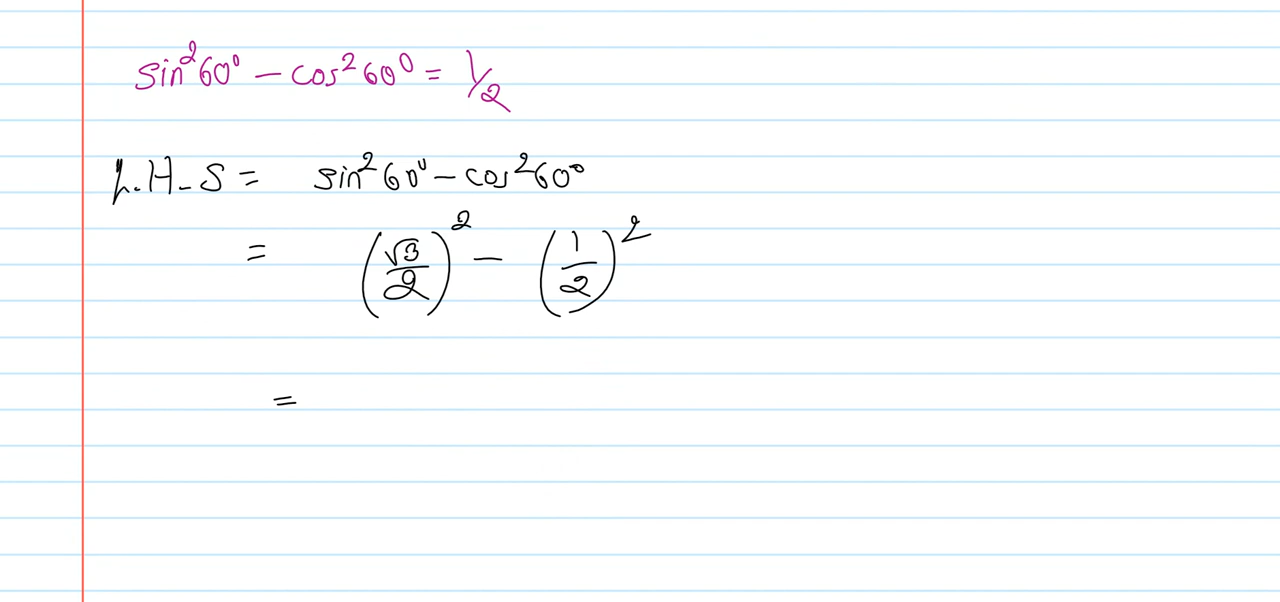 sin²60° – cos²60° = 1/2
L.H-S = sin²60° – cos²60°
= (√3/2)² – (1/2)²
=